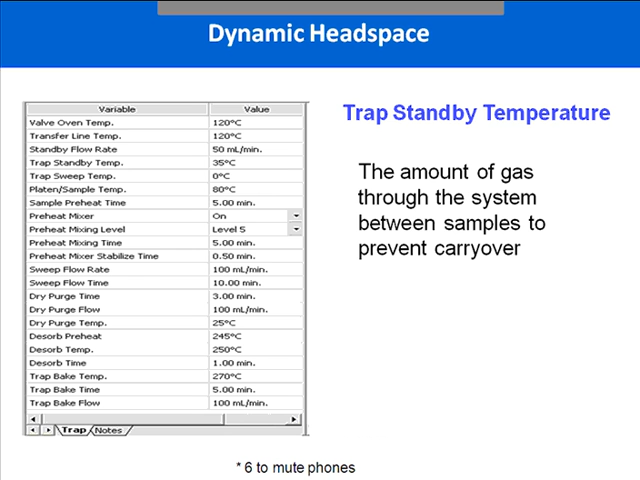 Dynamic Headspace
Variable Value
Valve Oven Temp. 120°C
Transfer Line Temp. 120°C
Standby Flow Rate 50 mL/min.
Trap Standby Temp. 35°C
Trap Sweep Temp. 0°C
Platen/Sample Temp. 80°C
Sample Preheat Time 5.00 min.
Preheat Mixer On
Preheat Mixing Level Level 5
Preheat Mixing Time 5.00 min.
Preheat Mixer Stabilize Time 0.50 min.
Sweep Flow Rate 100 mL/min.
Sweep Flow Time 10.00 min.
Dry Purge Time 3.00 min.
Dry Purge Flow 100 mL/min.
Dry Purge Temp. 25°C
Desorb Preheat 245°C
Desorb Temp. 250°C
Desorb Time 1.00 min.
Trap Bake Temp. 270°C
Trap Bake Time 5.00 min.
Trap Bake Flow 100 mL/min.
Trap Notes
Trap Standby Temperature
The amount of gas
through the system
between samples to
prevent carryover
* 6 to mute phones